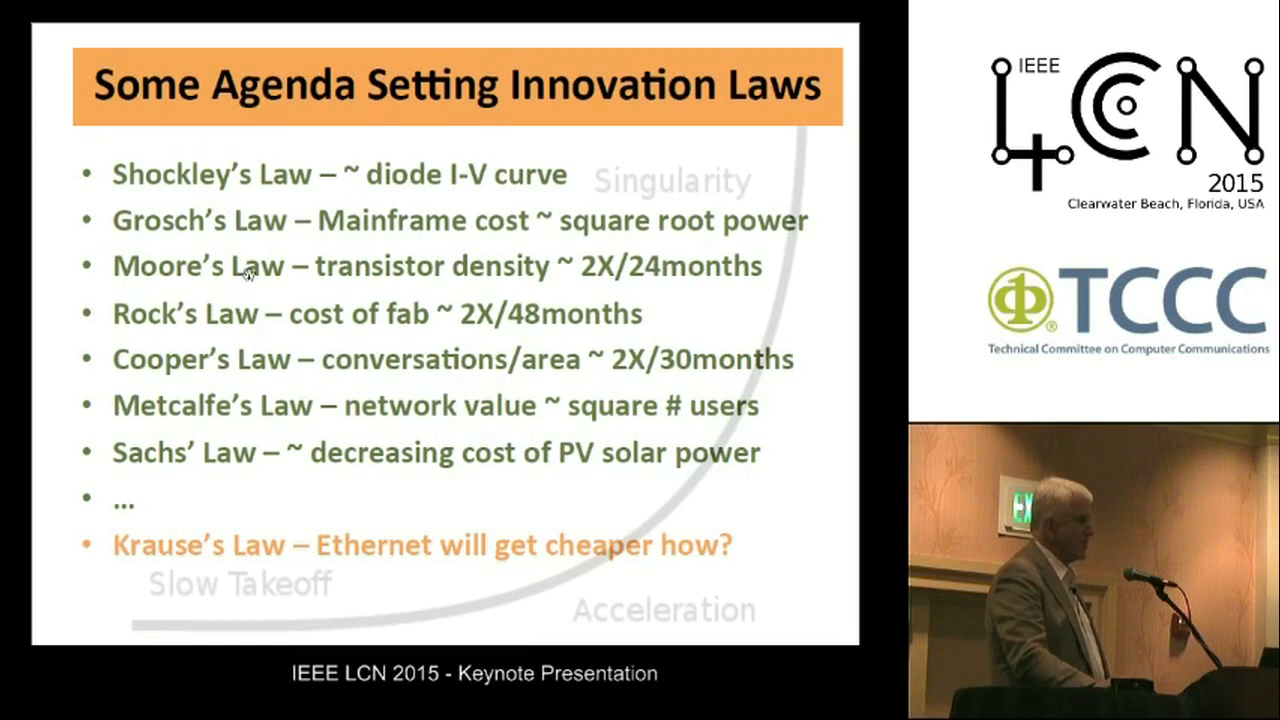 Some Agenda Setting Innovation Laws
• Shockley's Law – ~ diode I-V curve
Singularity
• Grosch's Law – Mainframe cost ~ square root power
• Moore's Law – transistor density ~ 2X/24months
• Rock's Law – cost of fab ~ 2X/48months
• Cooper's Law – conversations/area ~ 2X/30months
• Metcalfe's Law – network value ~ square # users
• Sachs' Law – ~ decreasing cost of PV solar power
• ...
• Krause's Law – Ethernet will get cheaper how?
Slow Takeoff
Acceleration
IEEE LCN 2015 - Keynote Presentation
IEEE
LCN
2015
Clearwater Beach, Florida, USA
® TCCC
Technical Committee on Computer Communications
EX